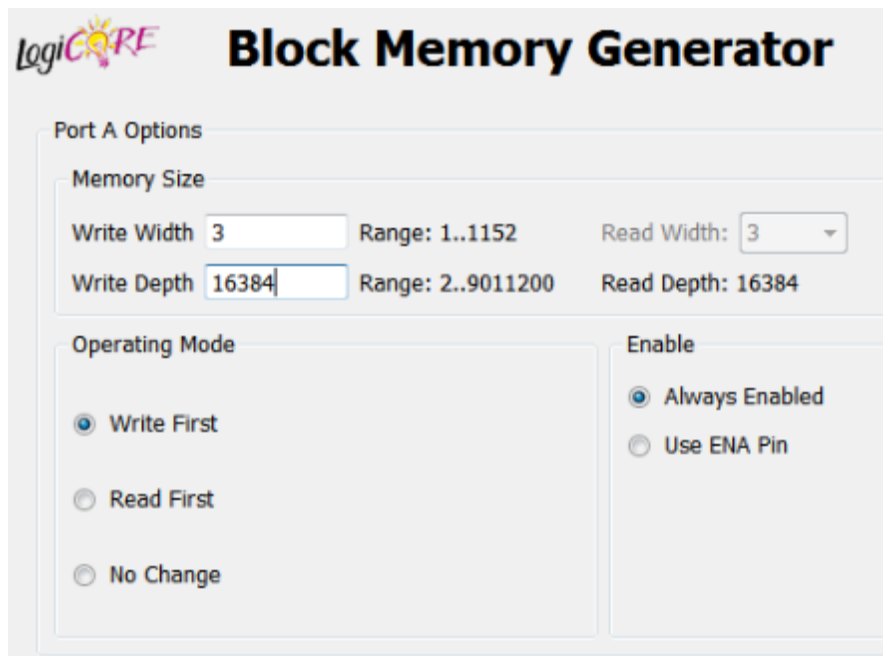 LogiCORE
Block Memory Generator
Port A Options
Memory Size
Write Width 3 Range: 1..1152 Read Width: 3
Write Depth 16384 Range: 2..9011200 Read Depth: 16384
Operating Mode
Write First
Read First
No Change
Enable
Always Enabled
Use ENA Pin